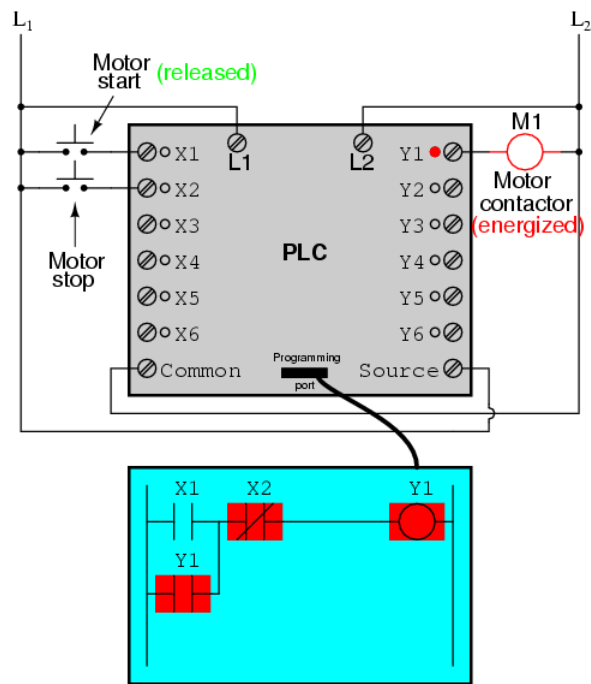 L1
L2
Motor
start
(released)
M1
X1
L1
L2
Y1
X2
Y2
Motor
contactor
(energized)
X3
Y3
Motor
stop
X4
PLC
Y4
X5
Y5
X6
Y6
Common
Programming
port
Source
X1
X2
Y1
Y1